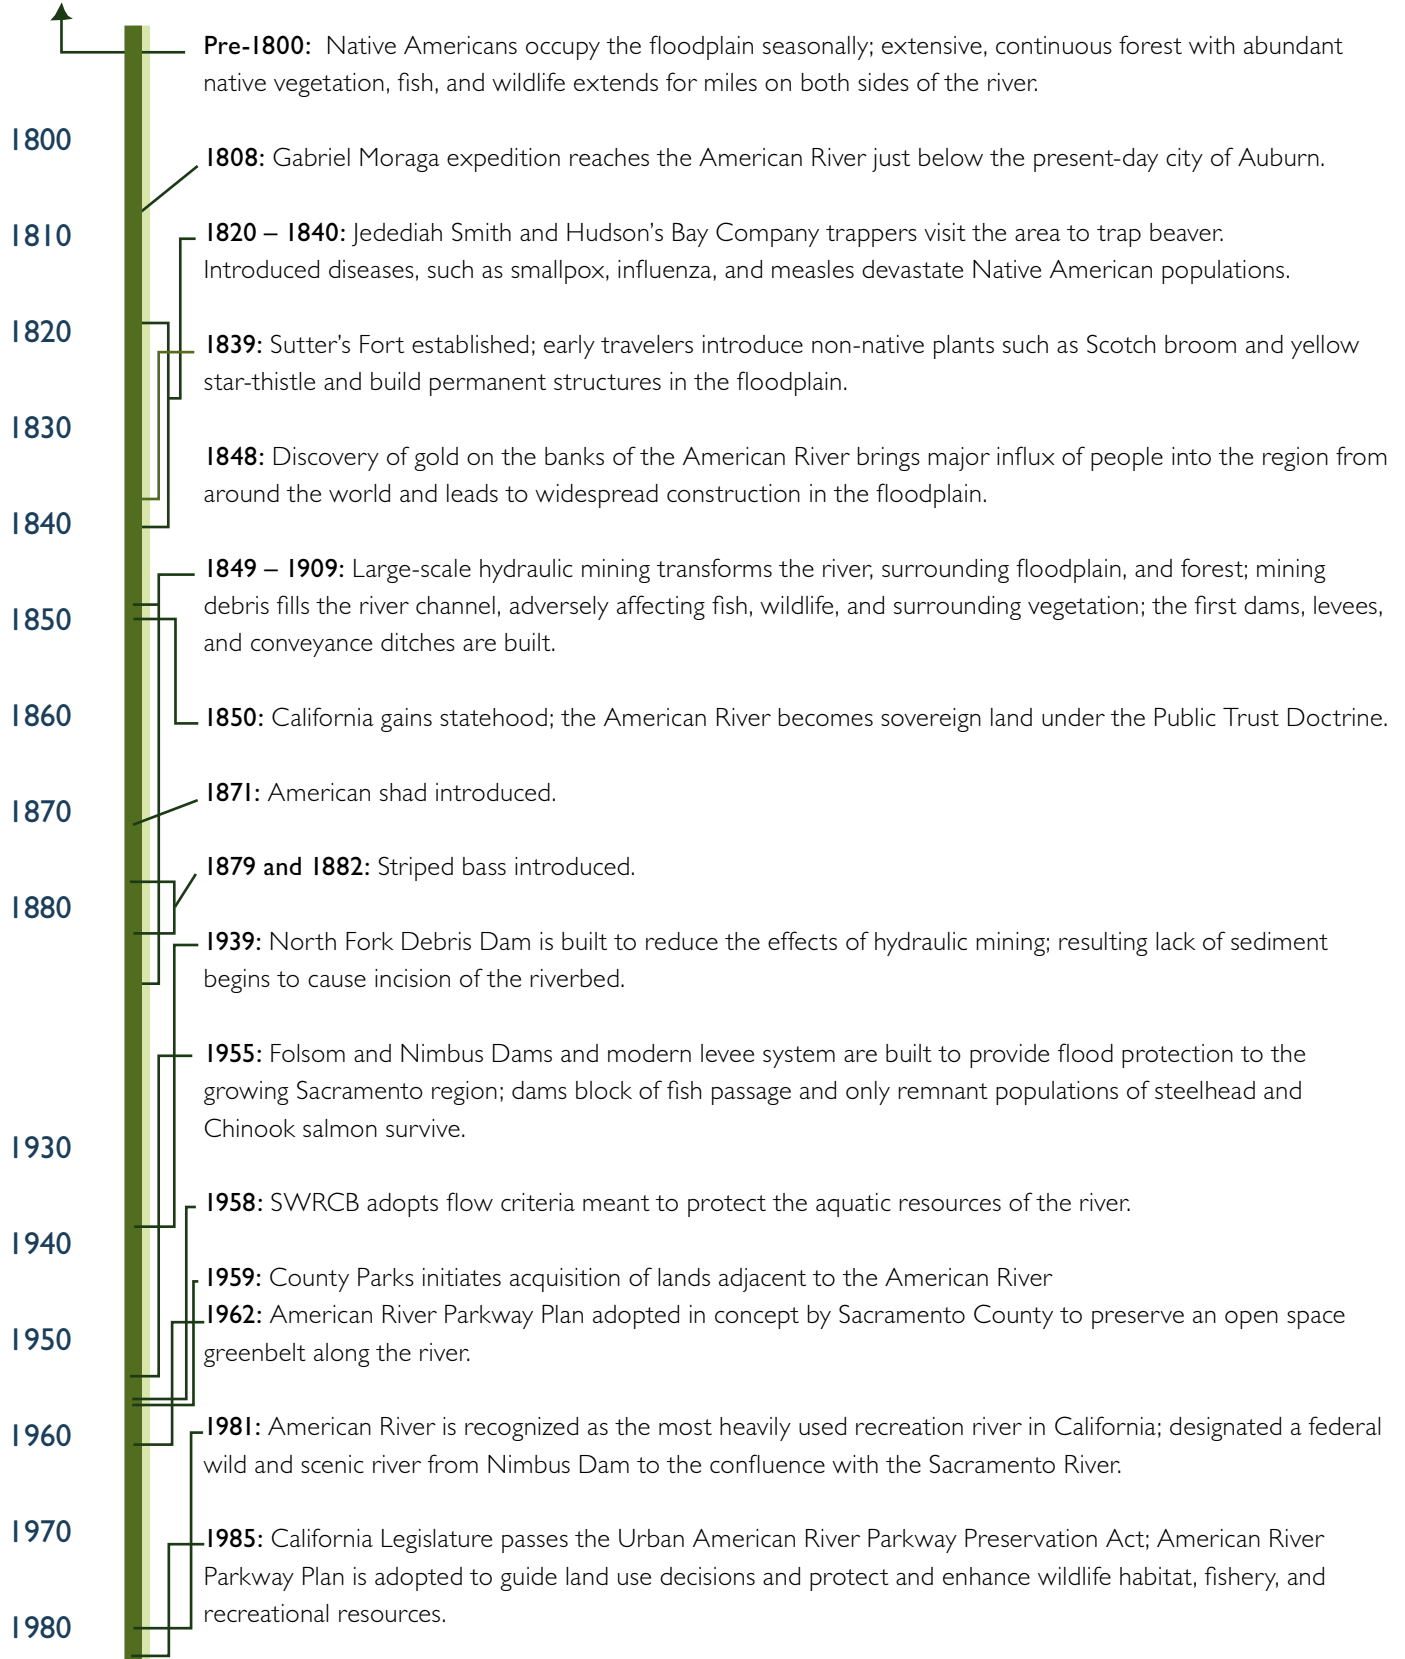 Pre-1800: Native Americans occupy the floodplain seasonally; extensive, continuous forest with abundant
native vegetation, fish, and wildlife extends for miles on both sides of the river.
1800
1808: Gabriel Moraga expedition reaches the American River just below the present-day city of Auburn.
1810
1820 – 1840: Jedediah Smith and Hudson's Bay Company trappers visit the area to trap beaver.
Introduced diseases, such as smallpox, influenza, and measles devastate Native American populations.
1820
1839: Sutter's Fort established; early travelers introduce non-native plants such as Scotch broom and yellow
star-thistle and build permanent structures in the floodplain.
1830
1848: Discovery of gold on the banks of the American River brings major influx of people into the region from
around the world and leads to widespread construction in the floodplain.
1840
1849 – 1909: Large-scale hydraulic mining transforms the river, surrounding floodplain, and forest; mining
debris fills the river channel, adversely affecting fish, wildlife, and surrounding vegetation; the first dams, levees,
and conveyance ditches are built.
1850
1860
1850: California gains statehood; the American River becomes sovereign land under the Public Trust Doctrine.
1871: American shad introduced.
1870
1879 and 1882: Striped bass introduced.
1880
1939: North Fork Debris Dam is built to reduce the effects of hydraulic mining; resulting lack of sediment
begins to cause incision of the riverbed.
1955: Folsom and Nimbus Dams and modern levee system are built to provide flood protection to the
growing Sacramento region; dams block of fish passage and only remnant populations of steelhead and
Chinook salmon survive.
1930
1958: SWRCB adopts flow criteria meant to protect the aquatic resources of the river.
1940
1959: County Parks initiates acquisition of lands adjacent to the American River
1962: American River Parkway Plan adopted in concept by Sacramento County to preserve an open space
greenbelt along the river.
1950
1981: American River is recognized as the most heavily used recreation river in California; designated a federal
wild and scenic river from Nimbus Dam to the confluence with the Sacramento River.
1960
1970
1985: California Legislature passes the Urban American River Parkway Preservation Act; American River
Parkway Plan is adopted to guide land use decisions and protect and enhance wildlife habitat, fishery, and
recreational resources.
1980